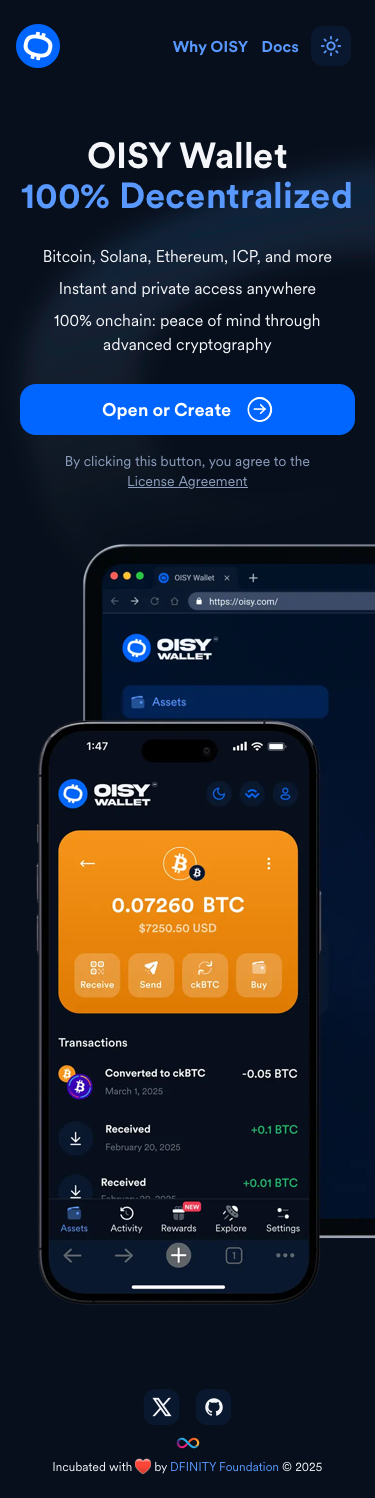 Why OISY Docs
OISY Wallet
100% Decentralized
Bitcoin, Solana, Ethereum, ICP, and more
Instant and private access anywhere
100% onchain: peace of mind through
advanced cryptography
Open or Create
By clicking this button, you agree to the
License Agreement
OISY Wallet
https://oisy.com/
OISY
WALLET
Assets
1:47
OISY
WALLET
0.07260 BTC
$7250.50 USD
Receive Send ckBTC Buy
Transactions
Converted to ckBTC -0.05 BTC
March 1, 2025
Received +0.1 BTC
February 20, 2025
Received +0.01 BTC
February 20, 2025
NEW
Assets Activity Rewards Explore Settings
1
Incubated with ❤️ by DFINITY Foundation © 2025